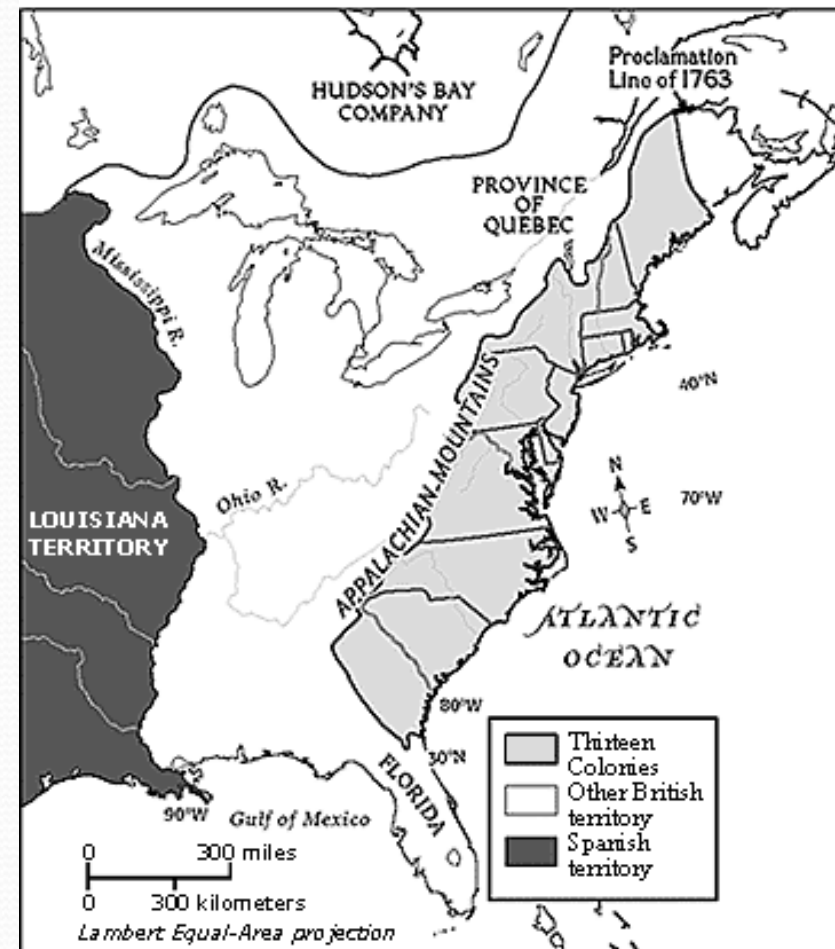 Proclamation
Line of 1763
HUDSON'S BAY
COMPANY
PROVINCE
OF
QUEBEC
Mississippi R.
APPALACHIAN MOUNTAINS
40°N
Ohio R.
N
W E
S
70°W
LOUISIANA
TERRITORY
ATLANTIC
OCEAN
80°W
30°N
FLORIDA
90°W
Gulf of Mexico
Thirteen
Colonies
Other British
territory
Spanish
territory
0 300 miles
0 300 kilometers
Lambert Equal-Area projection